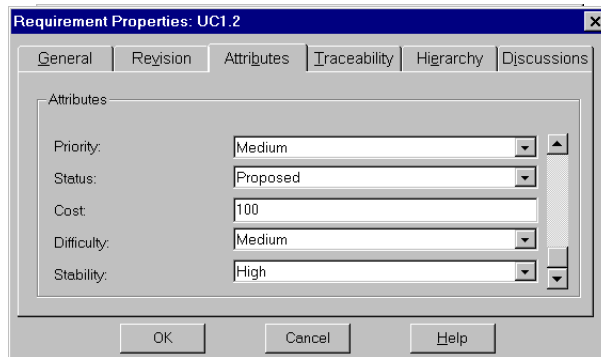 Requirement Properties: UC1.2
General Revision Attributes Traceability Hierarchy Discussions
Attributes
Priority: Medium
Status: Proposed
Cost: 100
Difficulty: Medium
Stability: High
OK Cancel Help